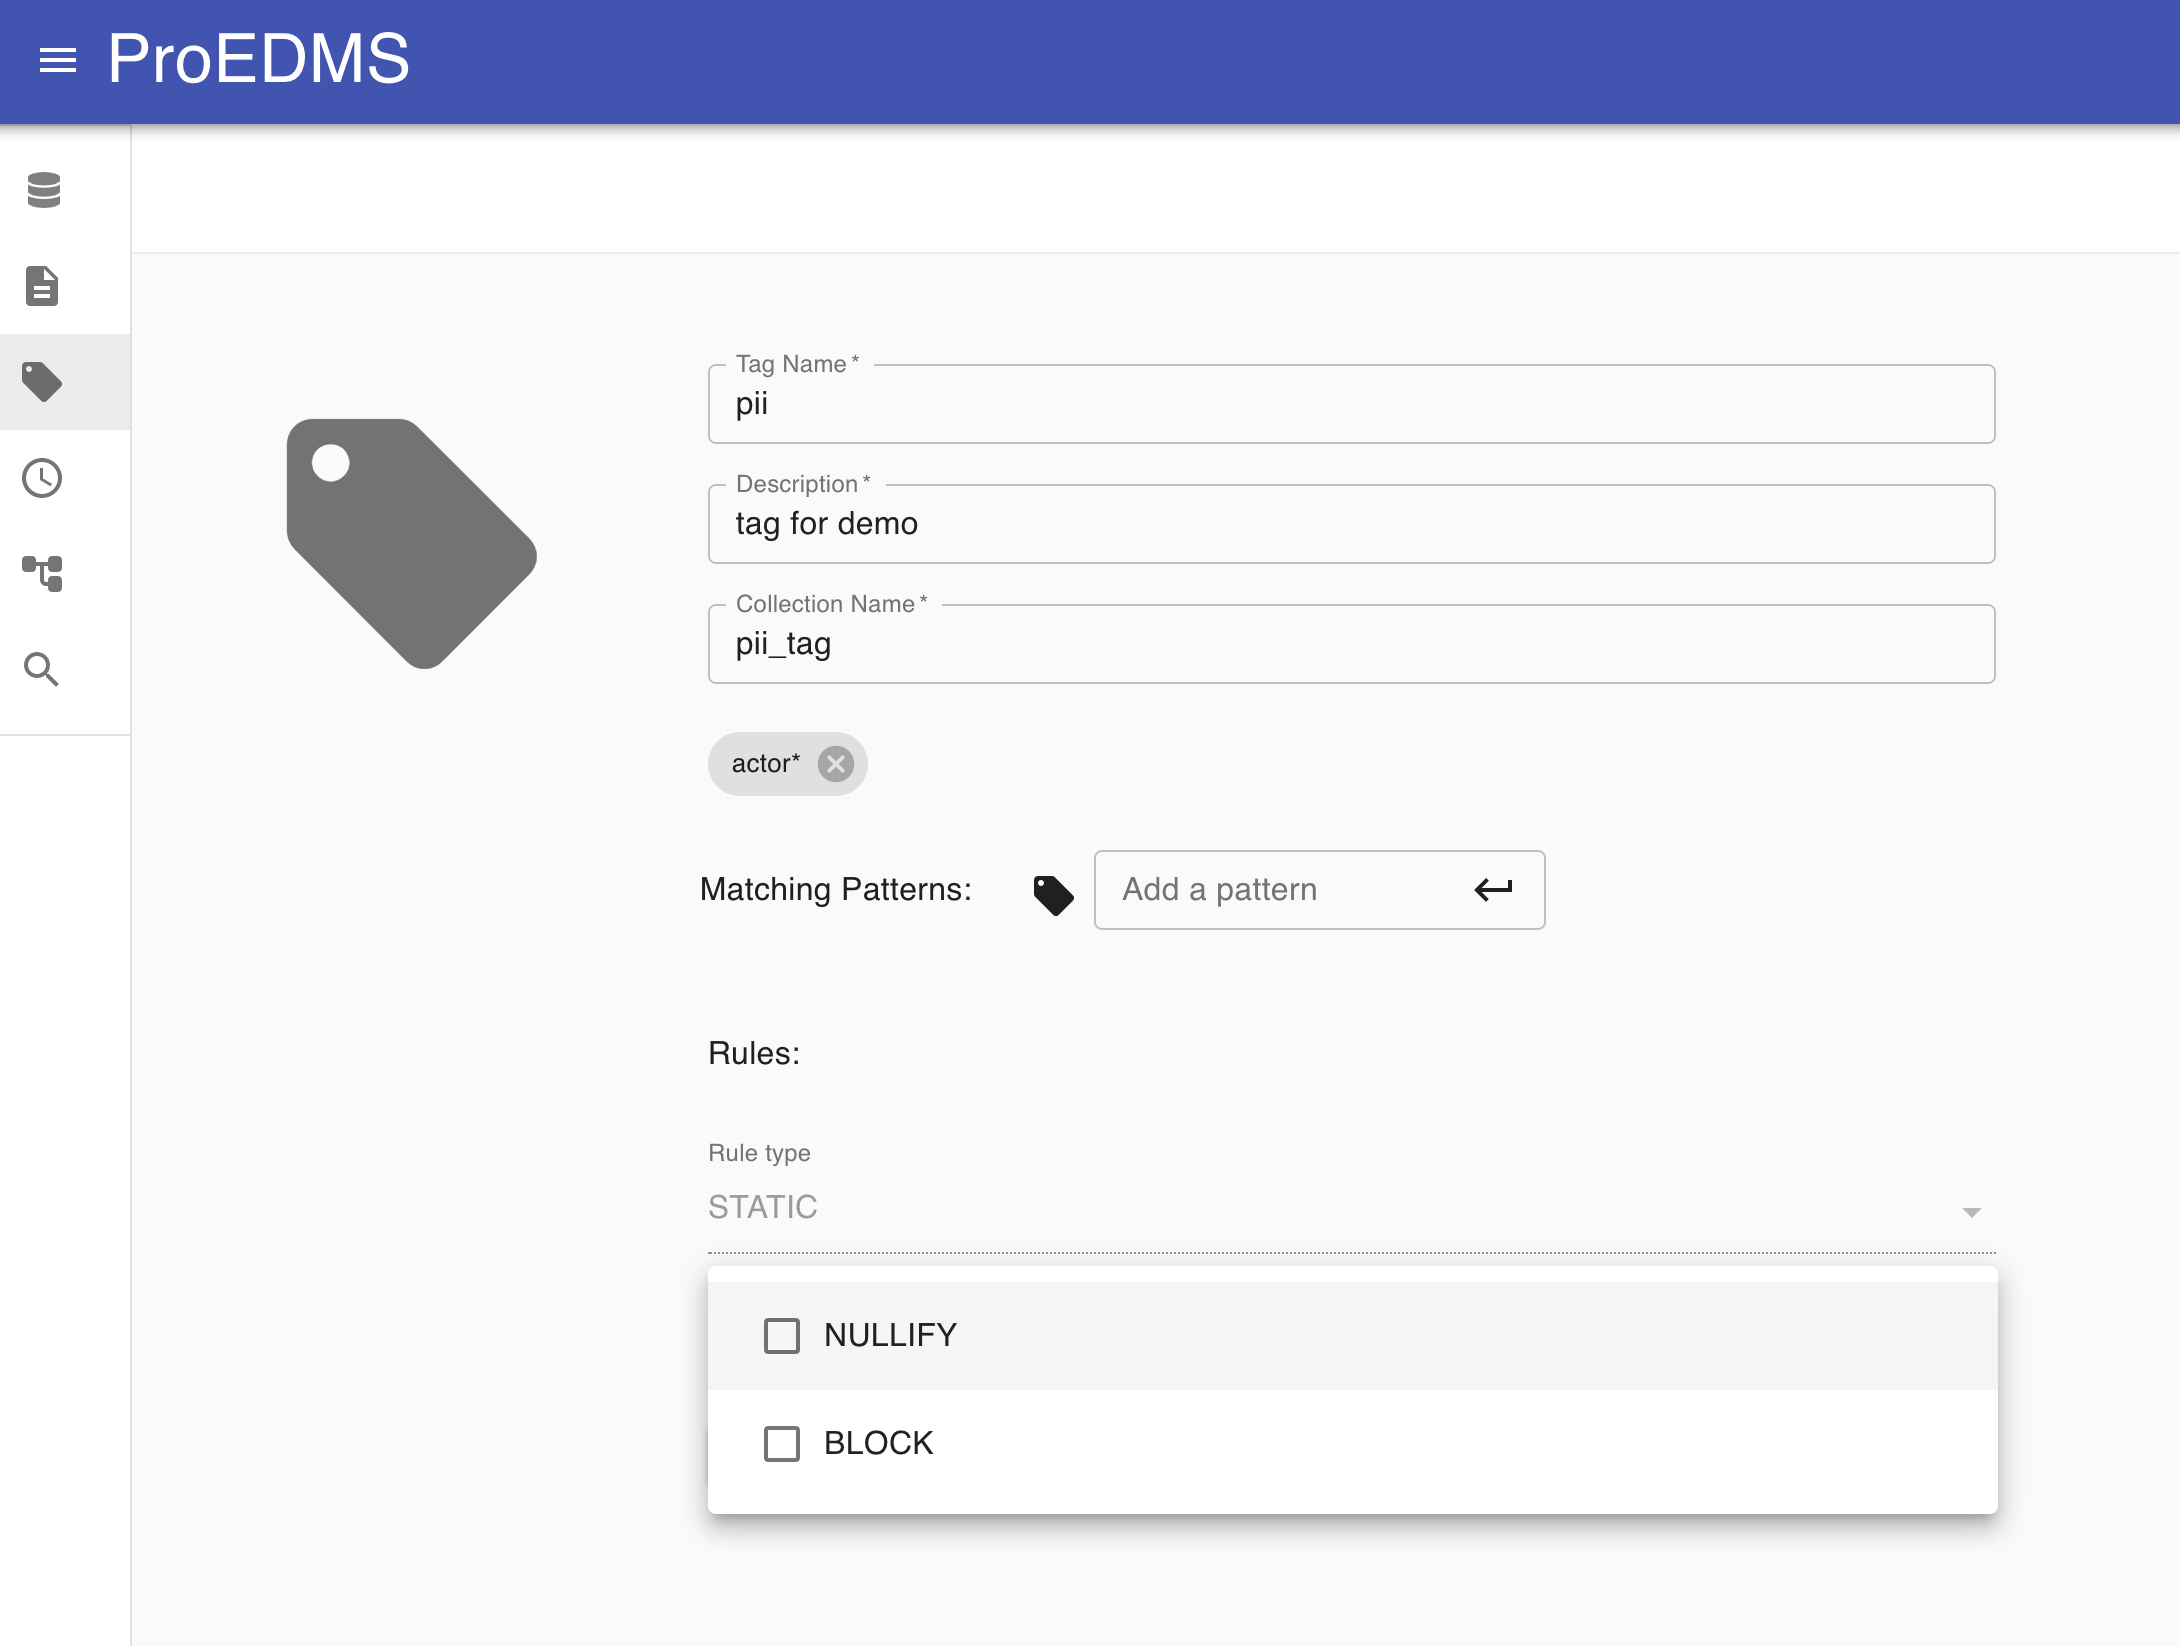 ProEDMS
Tag Name *
pii
Description *
tag for demo
Collection Name *
pii_tag
actor*
Matching Patterns:
Add a pattern
Rules:
Rule type
STATIC
NULLIFY
BLOCK